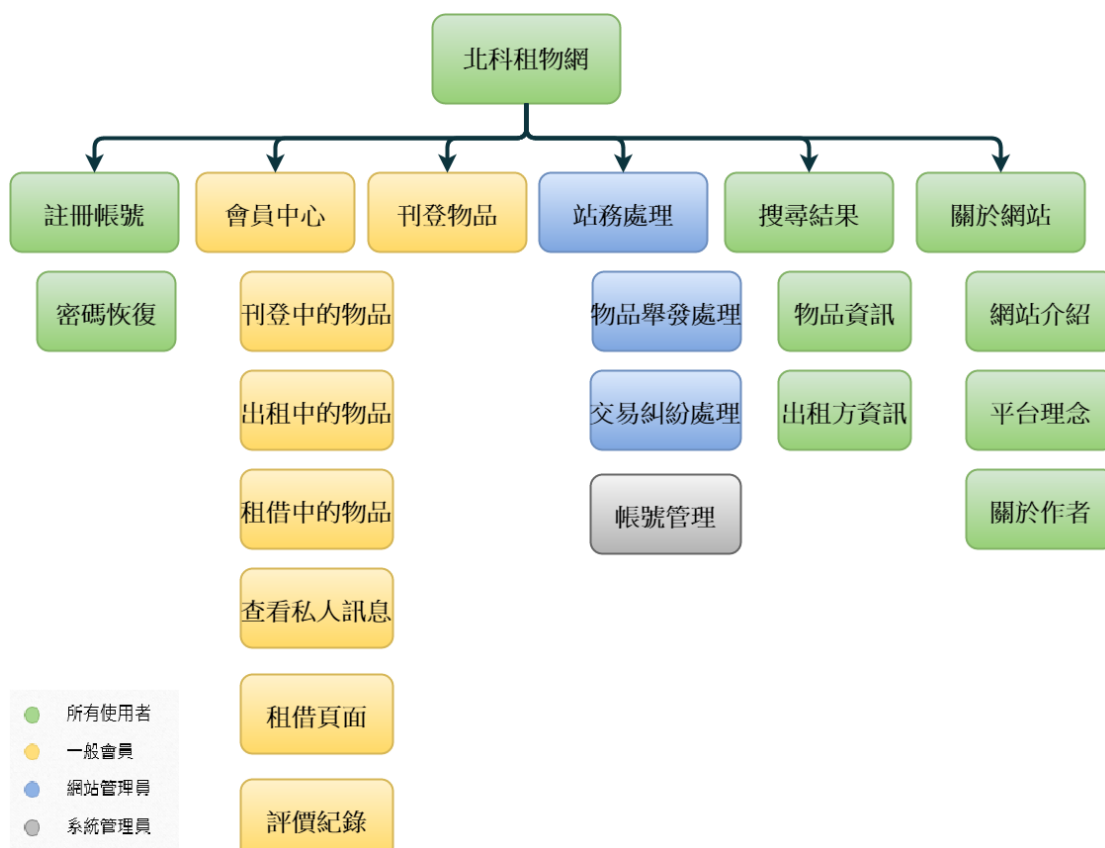 北科租物網
註冊帳號
會員中心
刊登物品
站務處理
搜尋結果
關於網站
密碼恢復
刊登中的物品
物品舉發處理
物品資訊
網站介紹
出租中的物品
交易糾紛處理
出租方資訊
平台理念
租借中的物品
帳號管理
關於作者
查看私人訊息
租借頁面
評價紀錄
所有使用者
一般會員
網站管理員
系統管理員